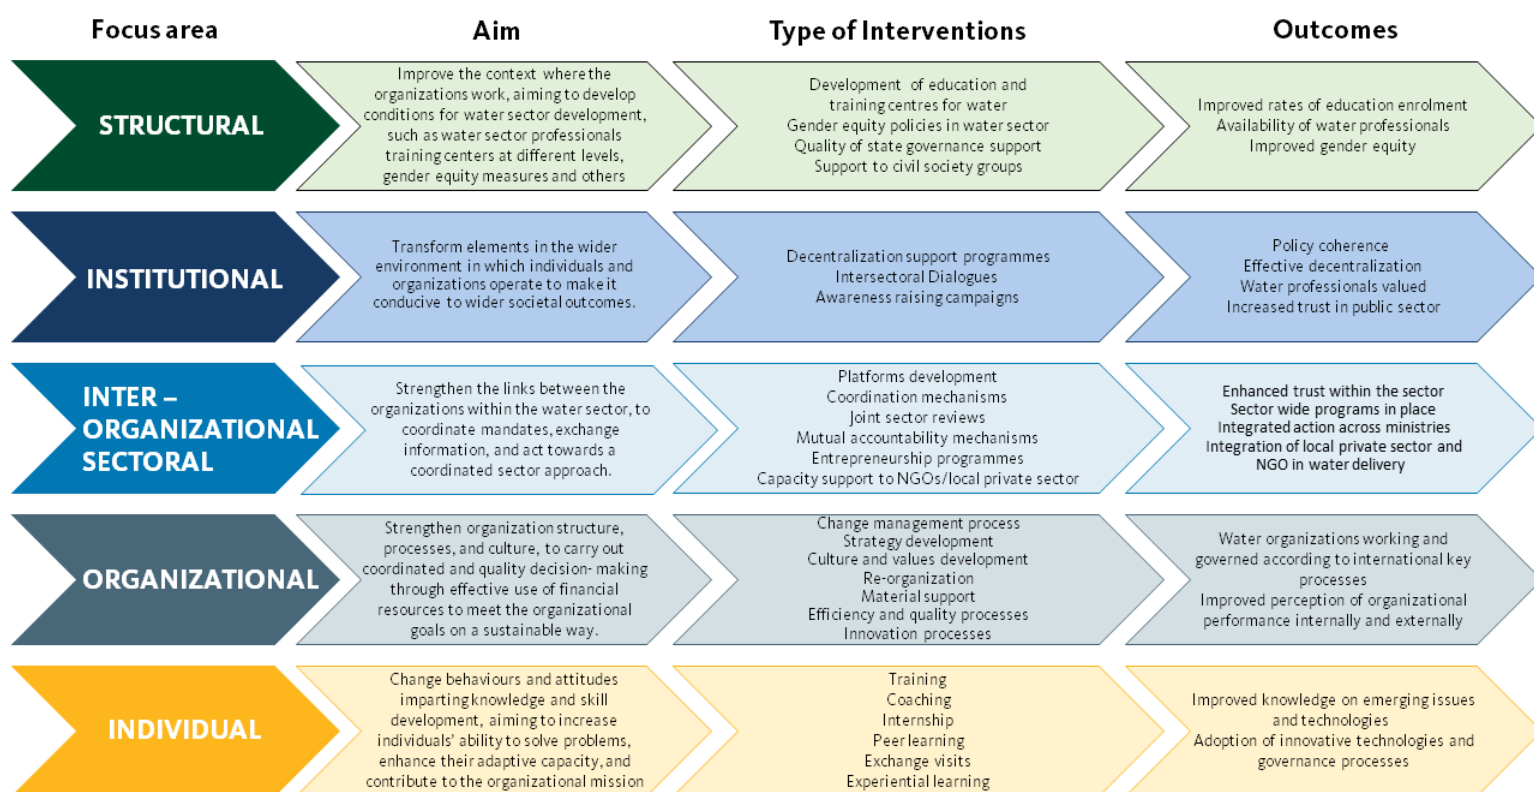 Focus area
Aim
Type of Interventions
Outcomes
STRUCTURAL
Improve the context where the
organizations work, aiming to develop
conditions for water sector development,
such as water sector professionals
training centers at different levels,
gender equity measures and others
Development of education and
training centres for water
Gender equity policies in water sector
Quality of state governance support
Support to civil society groups
Improved rates of education enrolment
Availability of water professionals
Improved gender equity
INSTITUTIONAL
Transform elements in the wider
environment in which individuals and
organizations operate to make it
conducive to wider societal outcomes.
Decentralization support programmes
Intersectoral Dialogues
Awareness raising campaigns
Policy coherence
Effective decentralization
Water professionals valued
Increased trust in public sector
INTER –
ORGANIZATIONAL
SECTORAL
Strengthen the links between the
organizations within the water sector, to
coordinate mandates, exchange
information, and act towards a
coordinated sector approach.
Platforms development
Coordination mechanisms
Joint sector reviews
Mutual accountability mechanisms
Entrepreneurship programmes
Capacity support to NGOs/local private sector
Enhanced trust within the sector
Sector wide programs in place
Integrated action across ministries
Integration of local private sector and
NGO in water delivery
ORGANIZATIONAL
Strengthen organization structure,
processes, and culture, to carry out
coordinated and quality decision- making
through effective use of financial
resources to meet the organizational
goals on a sustainable way.
Change management process
Strategy development
Culture and values development
Re-organization
Material support
Efficiency and quality processes
Innovation processes
Water organizations working and
governed according to international key
processes
Improved perception of organizational
performance internally and externally
INDIVIDUAL
Change behaviours and attitudes
imparting knowledge and skill
development, aiming to increase
individuals' ability to solve problems,
enhance their adaptive capacity, and
contribute to the organizational mission
Training
Coaching
Internship
Peer learning
Exchange visits
Experiential learning
Improved knowledge on emerging issues
and technologies
Adoption of innovative technologies and
governance processes